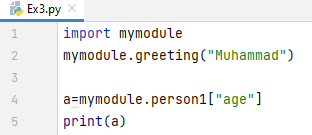 Ex3.py ×
1 import mymodule
2 mymodule.greeting("Muhammad")
3
4 a=mymodule.person1["age"]
5 print(a)